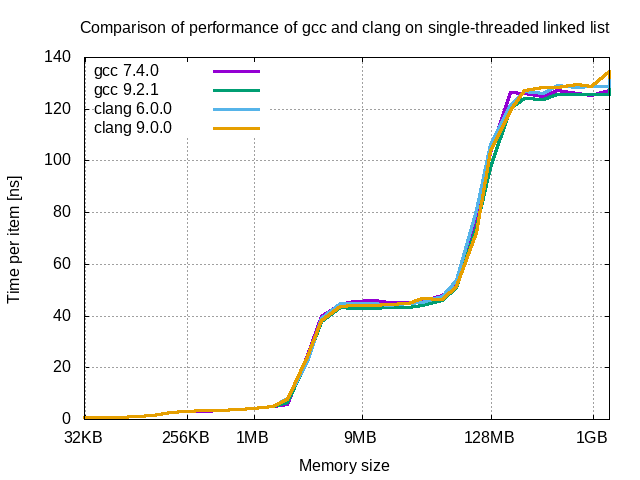 Comparison of performance of gcc and clang on single-threaded linked list
140
120
100
80
60
40
20
0
Time per item [ns]
gcc 7.4.0
gcc 9.2.1
clang 6.0.0
clang 9.0.0
32KB 256KB 1MB 9MB 128MB 1GB
Memory size